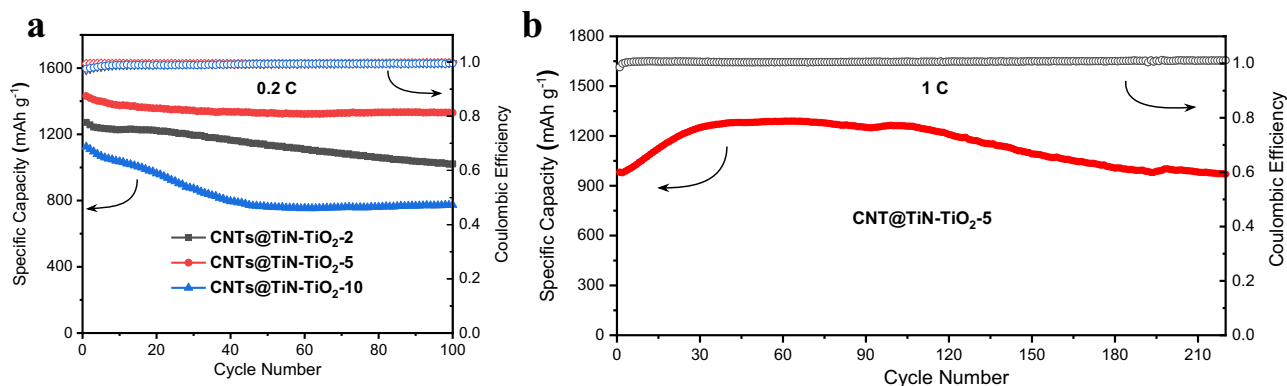 a
Specific Capacity (mAh g⁻¹)
1600
1200
800
400
0
0.2 C
CNTs@TiN-TiO₂-2
CNTs@TiN-TiO₂-5
CNTs@TiN-TiO₂-10
1.0
0.8
0.6
0.4
0.2
0.0
Coulombic Efficiency
0 20 40 60 80 100
Cycle Number
b
Specific Capacity (mAh g⁻¹)
1800
1500
1200
900
600
300
0
1 C
CNT@TiN-TiO₂-5
1.0
0.8
0.6
0.4
0.2
0.0
Coulombic Efficiency
0 30 60 90 120 150 180 210
Cycle Number